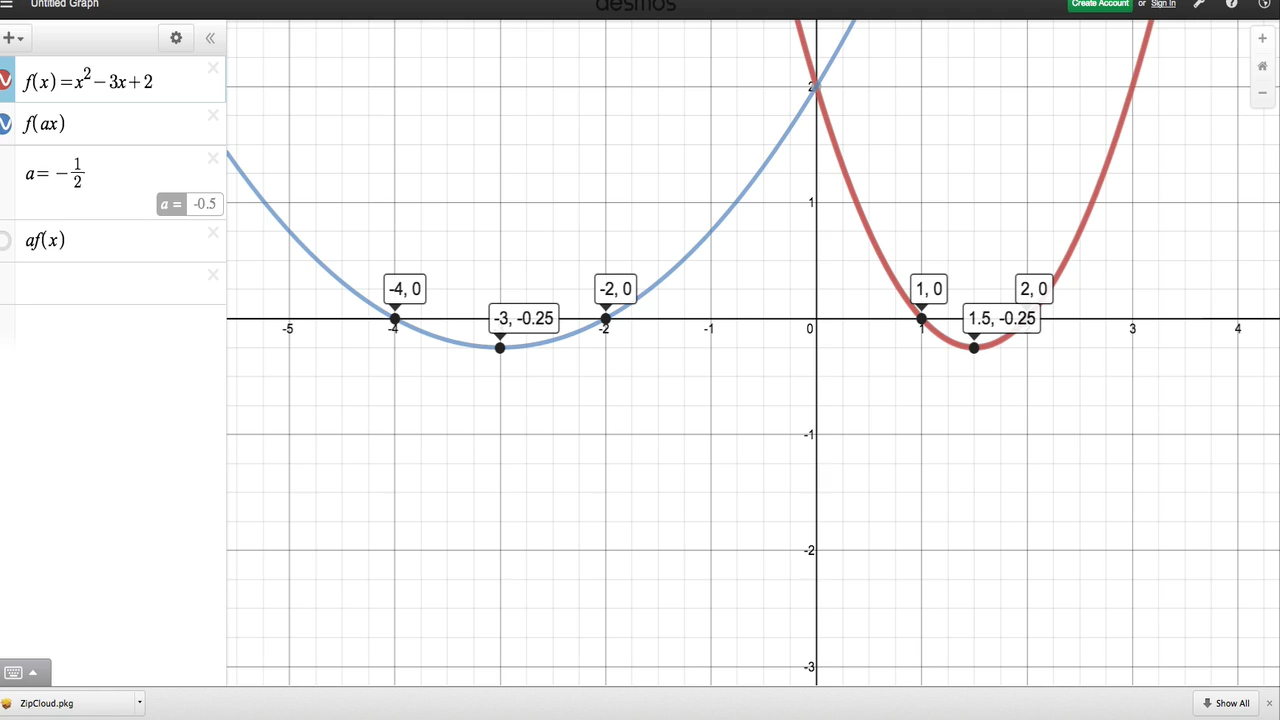 Untitled Graph
desmos
Create Account or Sign In
f(x)=x²−3x+2
f(ax)
a=−1/2
a = -0.5
af(x)
2
1
-4, 0
-2, 0
1, 0
2, 0
-3, -0.25
1.5, -0.25
-5 -4 -2 -1 0 1 3 4
-1
-2
-3
ZipCloud.pkg
Show All